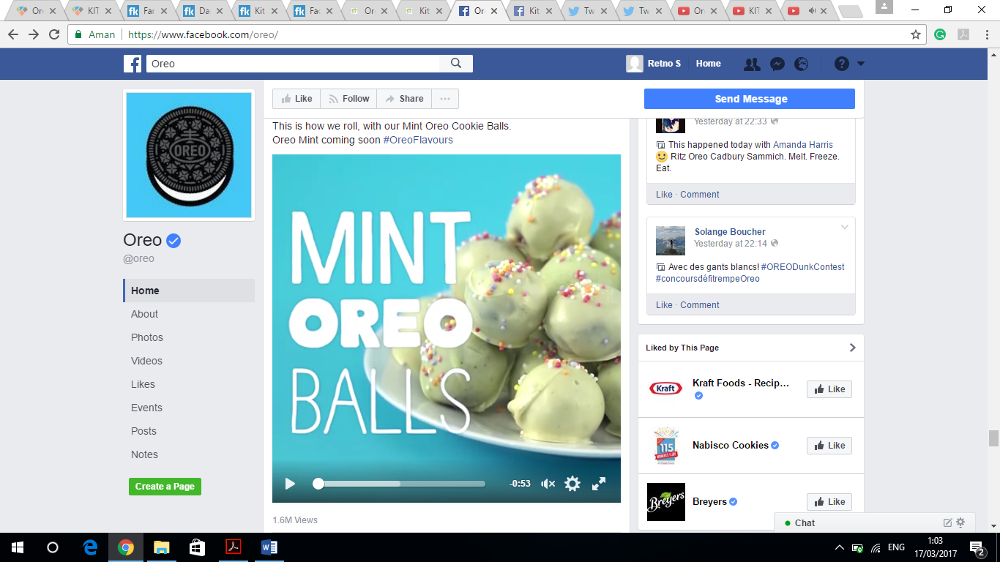 Ore
KIT
Far
Da
Kit
Fac
Ore
Kit
Ore
Kit
Tw
Tw
Ore
KIT
Aman https://www.facebook.com/oreo/
Oreo
Retno S Home
Like Follow Share ...
Send Message
OREO
Oreo
@oreo
Home
About
Photos
Videos
Likes
Events
Posts
Notes
Create a Page
This is how we roll, with our Mint Oreo Cookie Balls.
Oreo Mint coming soon #OreoFlavours
MINT
OREO
BALLS
-0:53
1.6M Views
Yesterday at 22:33
This happened today with Amanda Harris
Ritz Oreo Cadbury Sammich. Melt. Freeze.
Eat.
Like · Comment
Solange Boucher
Yesterday at 22:14
Avec des gants blancs! #OREODunkContest
#concoursdéfitrempeOreo
Like · Comment
Liked by This Page
Kraft
Kraft Foods - Recip...
Like
115
Nabisco Cookies
Like
Breyers
Breyers
Like
Chat
ENG
1:03
17/03/2017
2